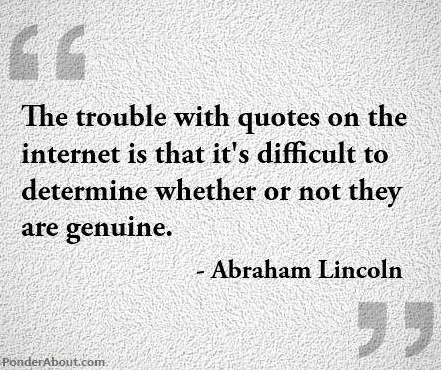 The trouble with quotes on the
internet is that it's difficult to
determine whether or not they
are genuine.
- Abraham Lincoln
PonderAbout.com